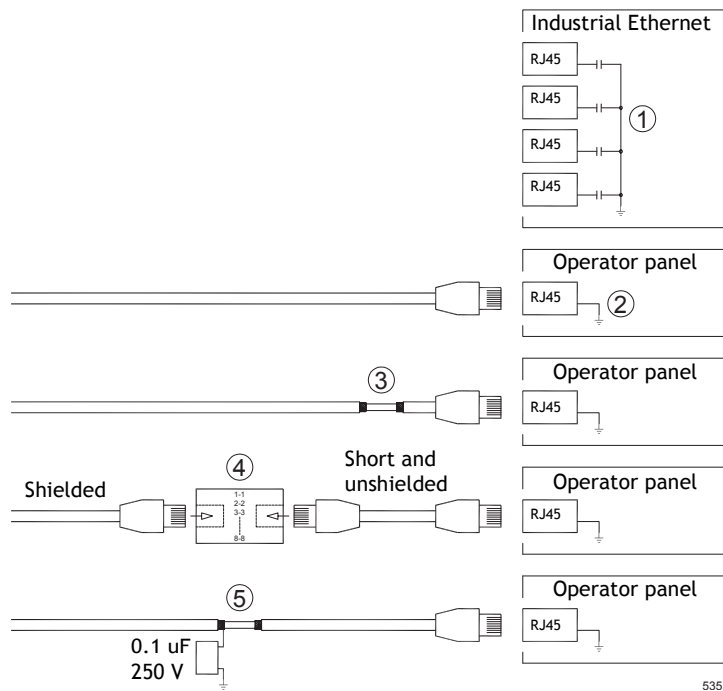 Industrial Ethernet
RJ45
RJ45
1
RJ45
RJ45
Operator panel
RJ45
2
Operator panel
3
RJ45
Operator panel
4
Short and
unshielded
Shielded
1-1
2-2
3-3
8-8
RJ45
Operator panel
5
RJ45
0.1 uF
250 V
535